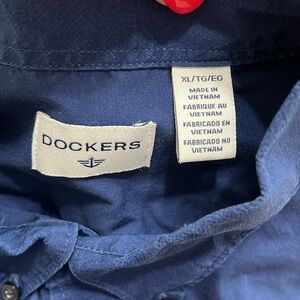 DOCKERS
XL/TG/EG
MADE IN
VIETNAM
FABRIQUE AU
VIETNAM
FABRICADO EN
VIETNAM
FABRICADO NO
VIETNAM